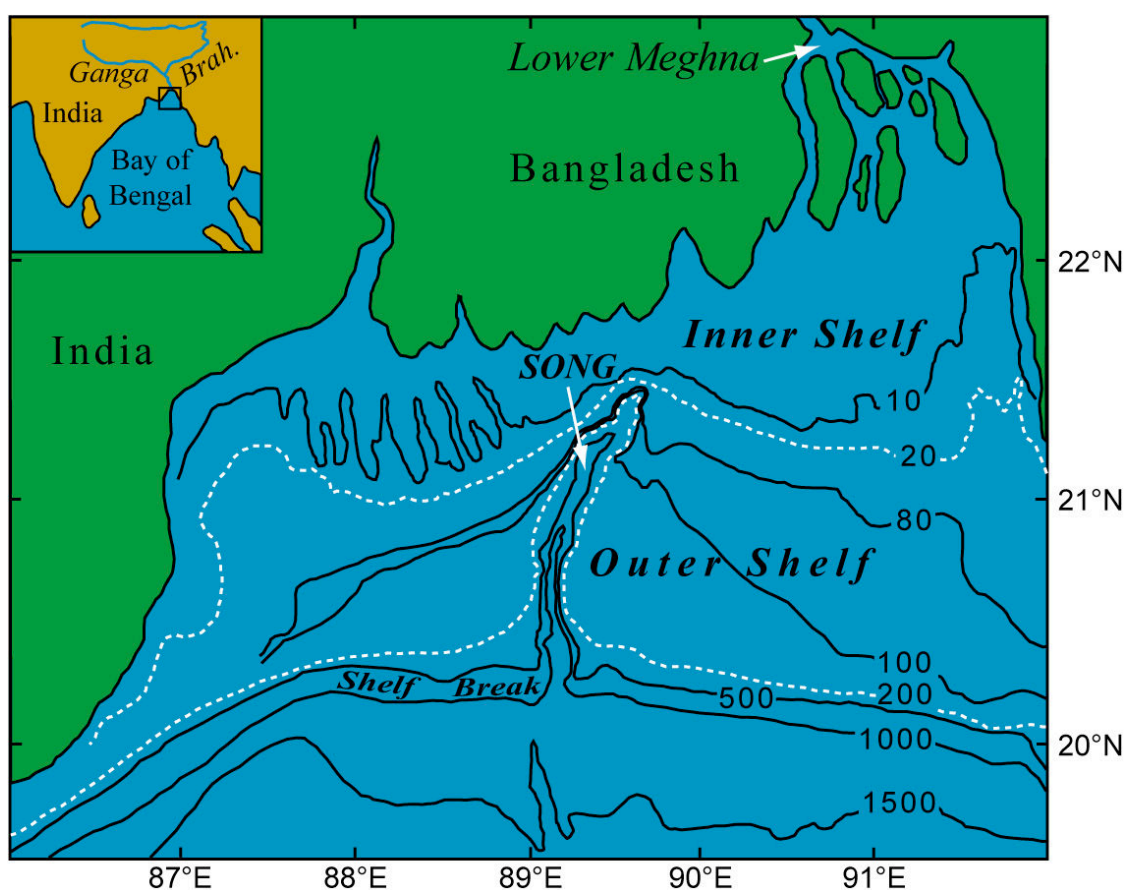 Ganga
Brah.
India
Bay of
Bengal
Lower Meghna
Bangladesh
22°N
Inner Shelf
India
SONG
10
20
21°N
80
Outer Shelf
100
Shelf Break
200
500
1000
20°N
1500
87°E
88°E
89°E
90°E
91°E